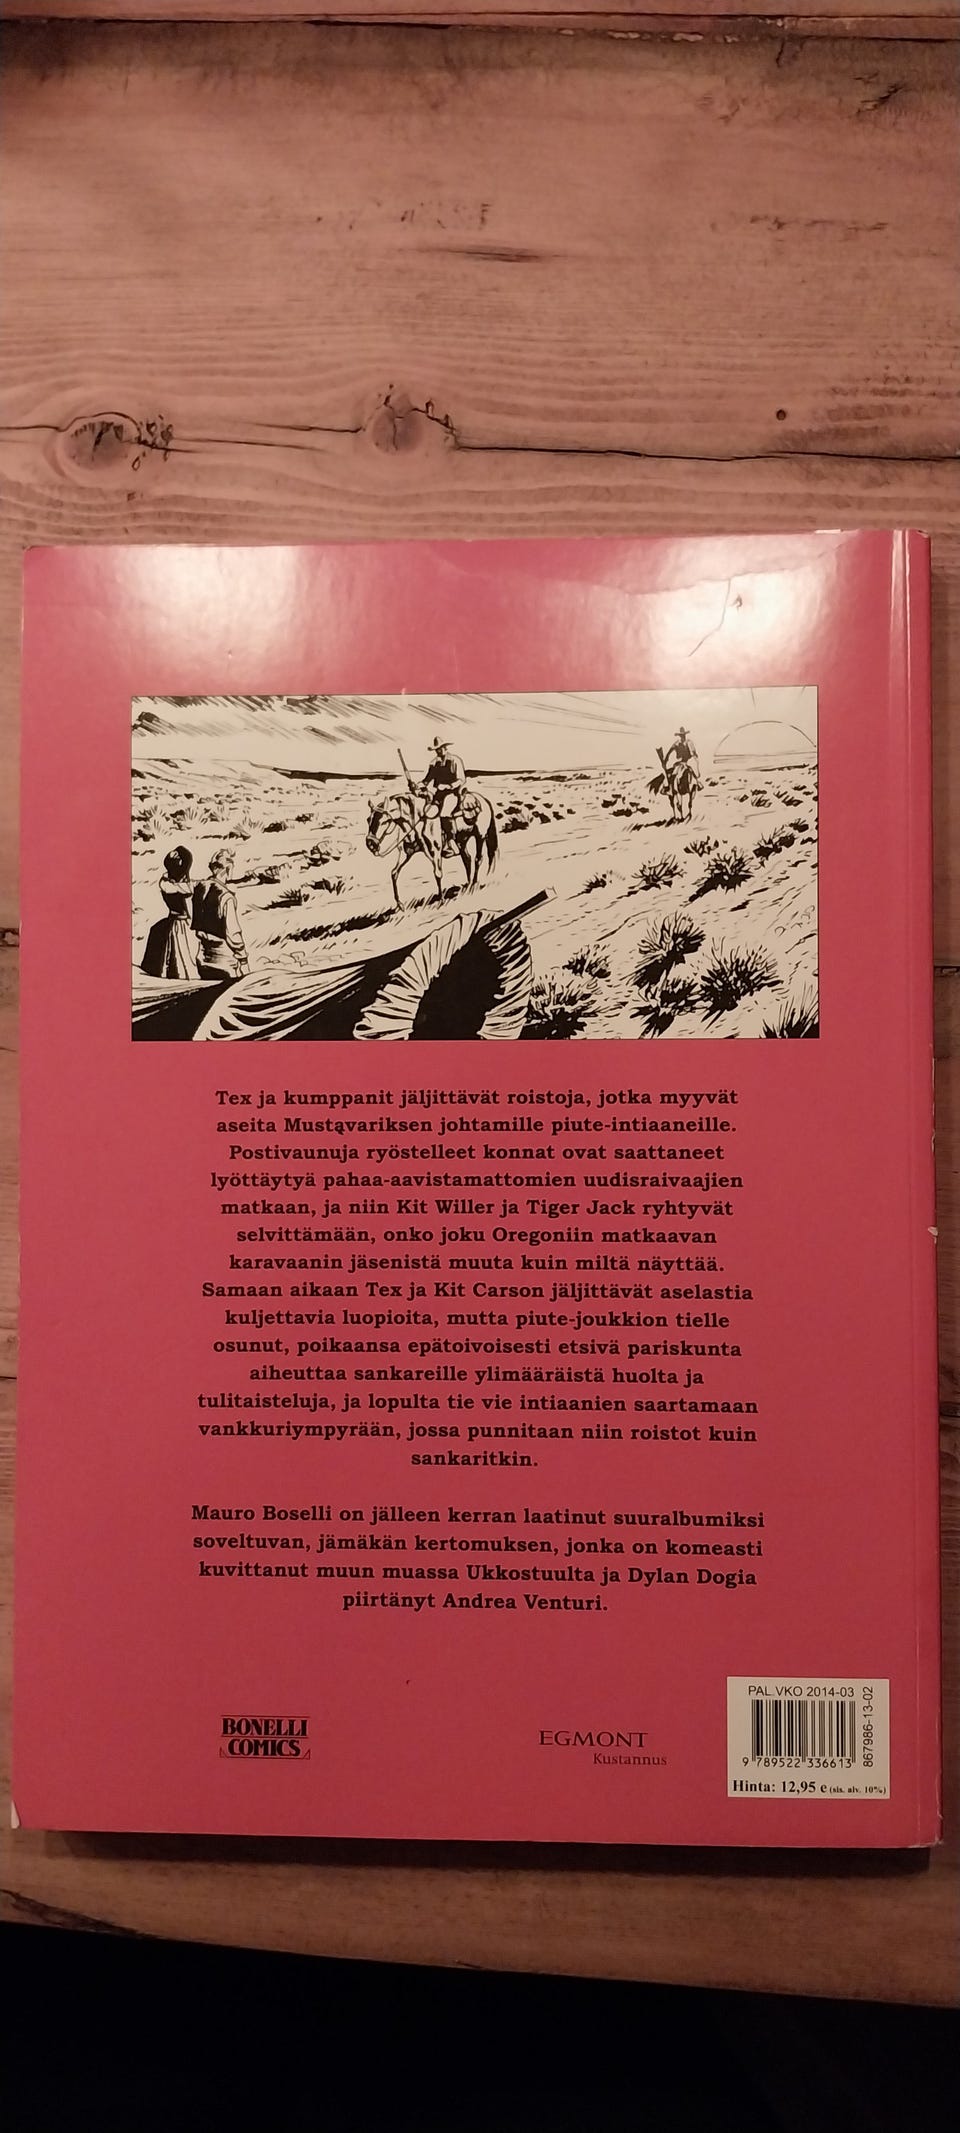 Tex ja kumppanit jäljittävät roistoja, jotka myyvät
aseita Mustavariksen johtamille piute-intiaaneille.
Postivaunuja ryöstelleet konnat ovat saattaneet
lyöttäytyä pahaa-aavistamattomien uudisraivaajien
matkaan, ja niin Kit Willer ja Tiger Jack ryhtyvät
selvittämään, onko joku Oregoniin matkaavan
karavaanin jäsenistä muuta kuin miltä näyttää.
Samaan aikaan Tex ja Kit Carson jäljittävät aselastia
kuljettavia luopioita, mutta piute-joukkion tielle
osunut, poikaansa epätoivoisesti etsivä pariskunta
aiheuttaa sankareille ylimääräistä huolta ja
tulitaisteluja, ja lopulta tie vie intiaanien saartamaan
vankkuriympyrään, jossa punnitaan niin roistot kuin
sankaritkin.
Mauro Boselli on jälleen kerran laatinut suuralbumiksi
soveltuvan, jämäkän kertomuksen, jonka on komeasti
kuvittanut muun muassa Ukkostuulta ja Dylan Dogia
piirtänyt Andrea Venturi.
BONELLI
COMICS
EGMONT
Kustannus
PAL.VKO 2014-03
867986-13-02
9 789522 336613
Hinta: 12,95 e (sis. alv. 10%)